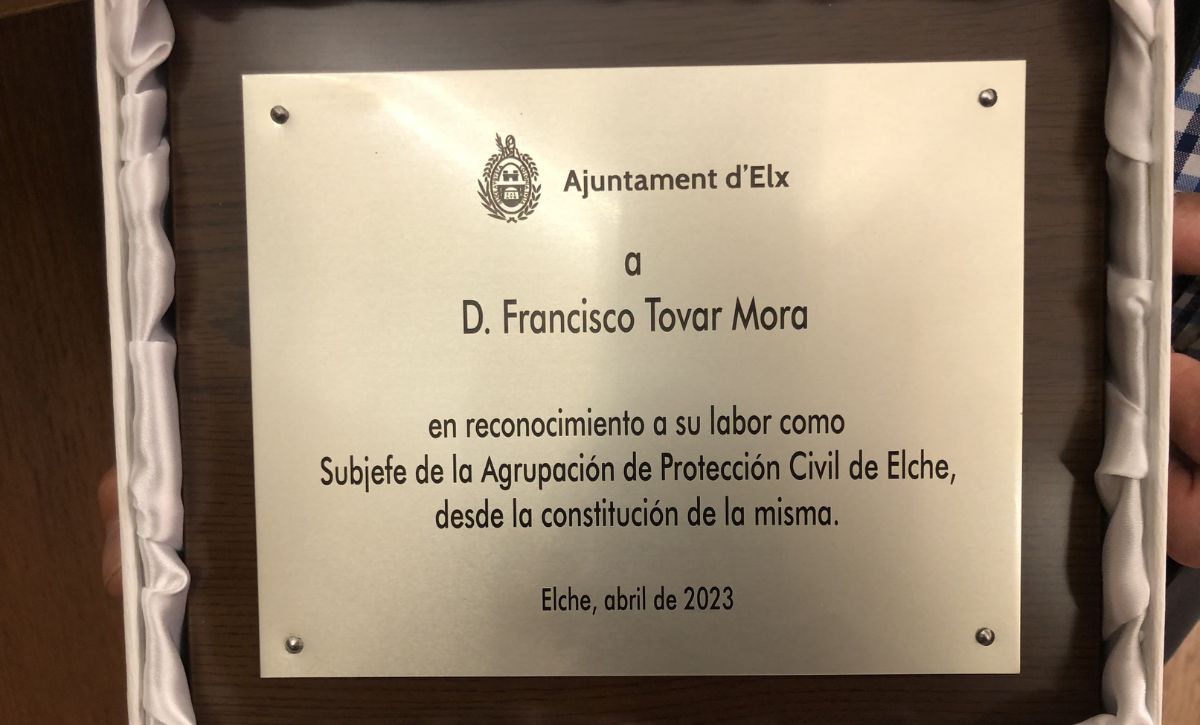 Ajuntament d'Elx
a
D. Francisco Tovar Mora
en reconocimiento a su labor como
Subjefe de la Agrupación de Protección Civil de Elche,
desde la constitución de la misma.
Elche, abril de 2023